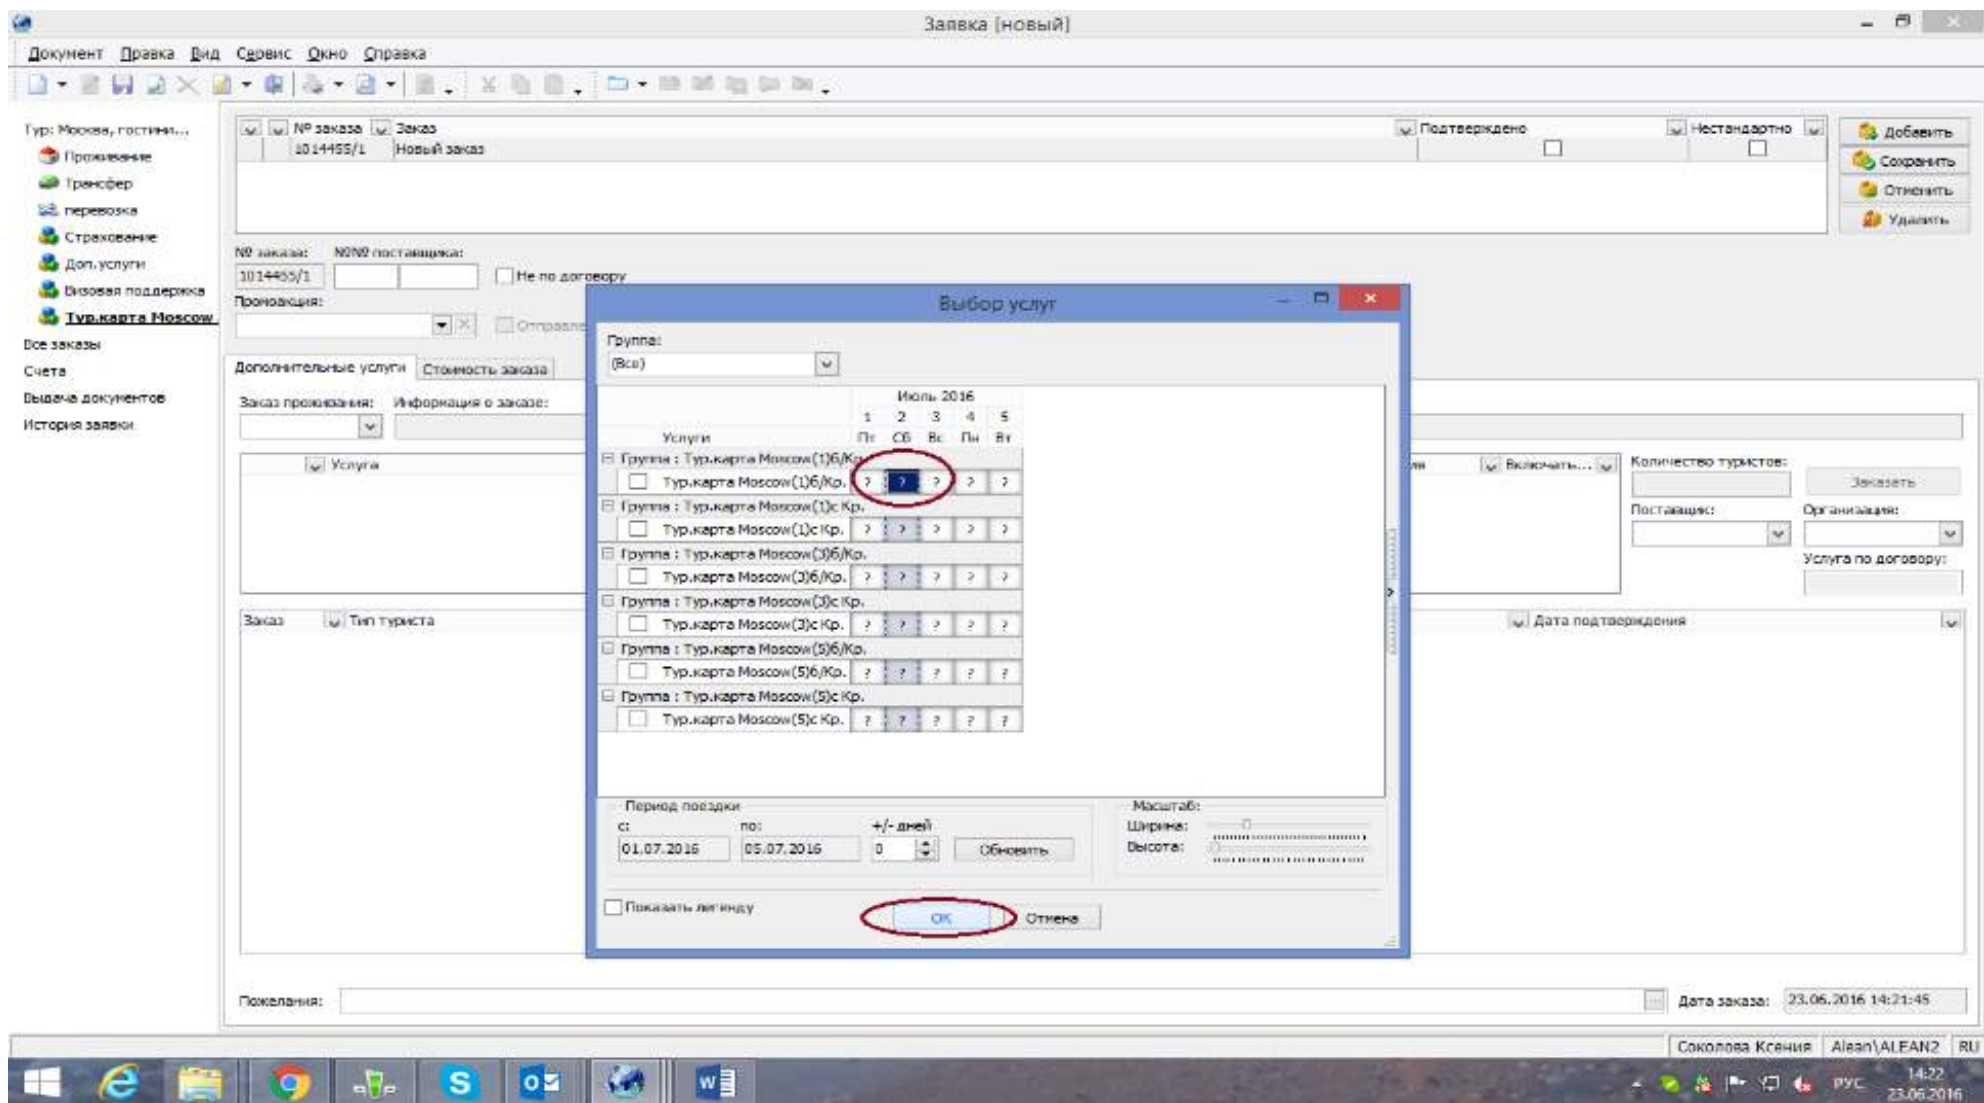 Заявка [новый]
Документ Правка Вид Сервис Окно Справка
Тур: Москва, гостини...
Проживание
Трансфер
перевозка
Страхование
Доп. услуги
Визовая поддержка
Тур.карта Moscow
Все заказы
Счета
Выдача документов
История заявки
№ заказа Заказ Подтверждено Нестандартно
1014455/1 Новый заказ
Добавить
Сохранить
Отменить
Удалить
№ заказа: №№ поставщика:
1014455/1 Не по договору
Промоакция:
Отправле
Дополнительные услуги Стоимость заказа
Заказ проживания: Информация о заказе:
Услуга
Включать...
Количество туристов:
Заказать
Поставщик: Организация:
Услуга по договору:
Заказ Тип туриста Дата подтверждения
Выбор услуг
Группа:
(Все)
Июль 2016
1 2 3 4 5
Услуги Пт Сб Вс Пн Вт
Группа : Тур.карта Moscow(1)б/Кр.
Тур.карта Moscow(1)б/Кр. ? ? ? ? ?
Группа : Тур.карта Moscow(1)с Кр.
Тур.карта Moscow(1)с Кр. ? ? ? ? ?
Группа : Тур.карта Moscow(3)б/Кр.
Тур.карта Moscow(3)б/Кр. ? ? ? ? ?
Группа : Тур.карта Moscow(3)с Кр.
Тур.карта Moscow(3)с Кр. ? ? ? ? ?
Группа : Тур.карта Moscow(5)б/Кр.
Тур.карта Moscow(5)б/Кр. ? ? ? ? ?
Группа : Тур.карта Moscow(5)с Кр.
Тур.карта Moscow(5)с Кр. ? ? ? ? ?
Период поездки
с: по: +/- дней
01.07.2016 05.07.2016 0 Обновить
Масштаб:
Ширина:
Высота:
Показать легенду
OK Отмена
Пожелания:
Дата заказа: 23.06.2016 14:21:45
Соколова Ксения Alean\ALEAN2 RU
РУС 14:22
23.06.2016